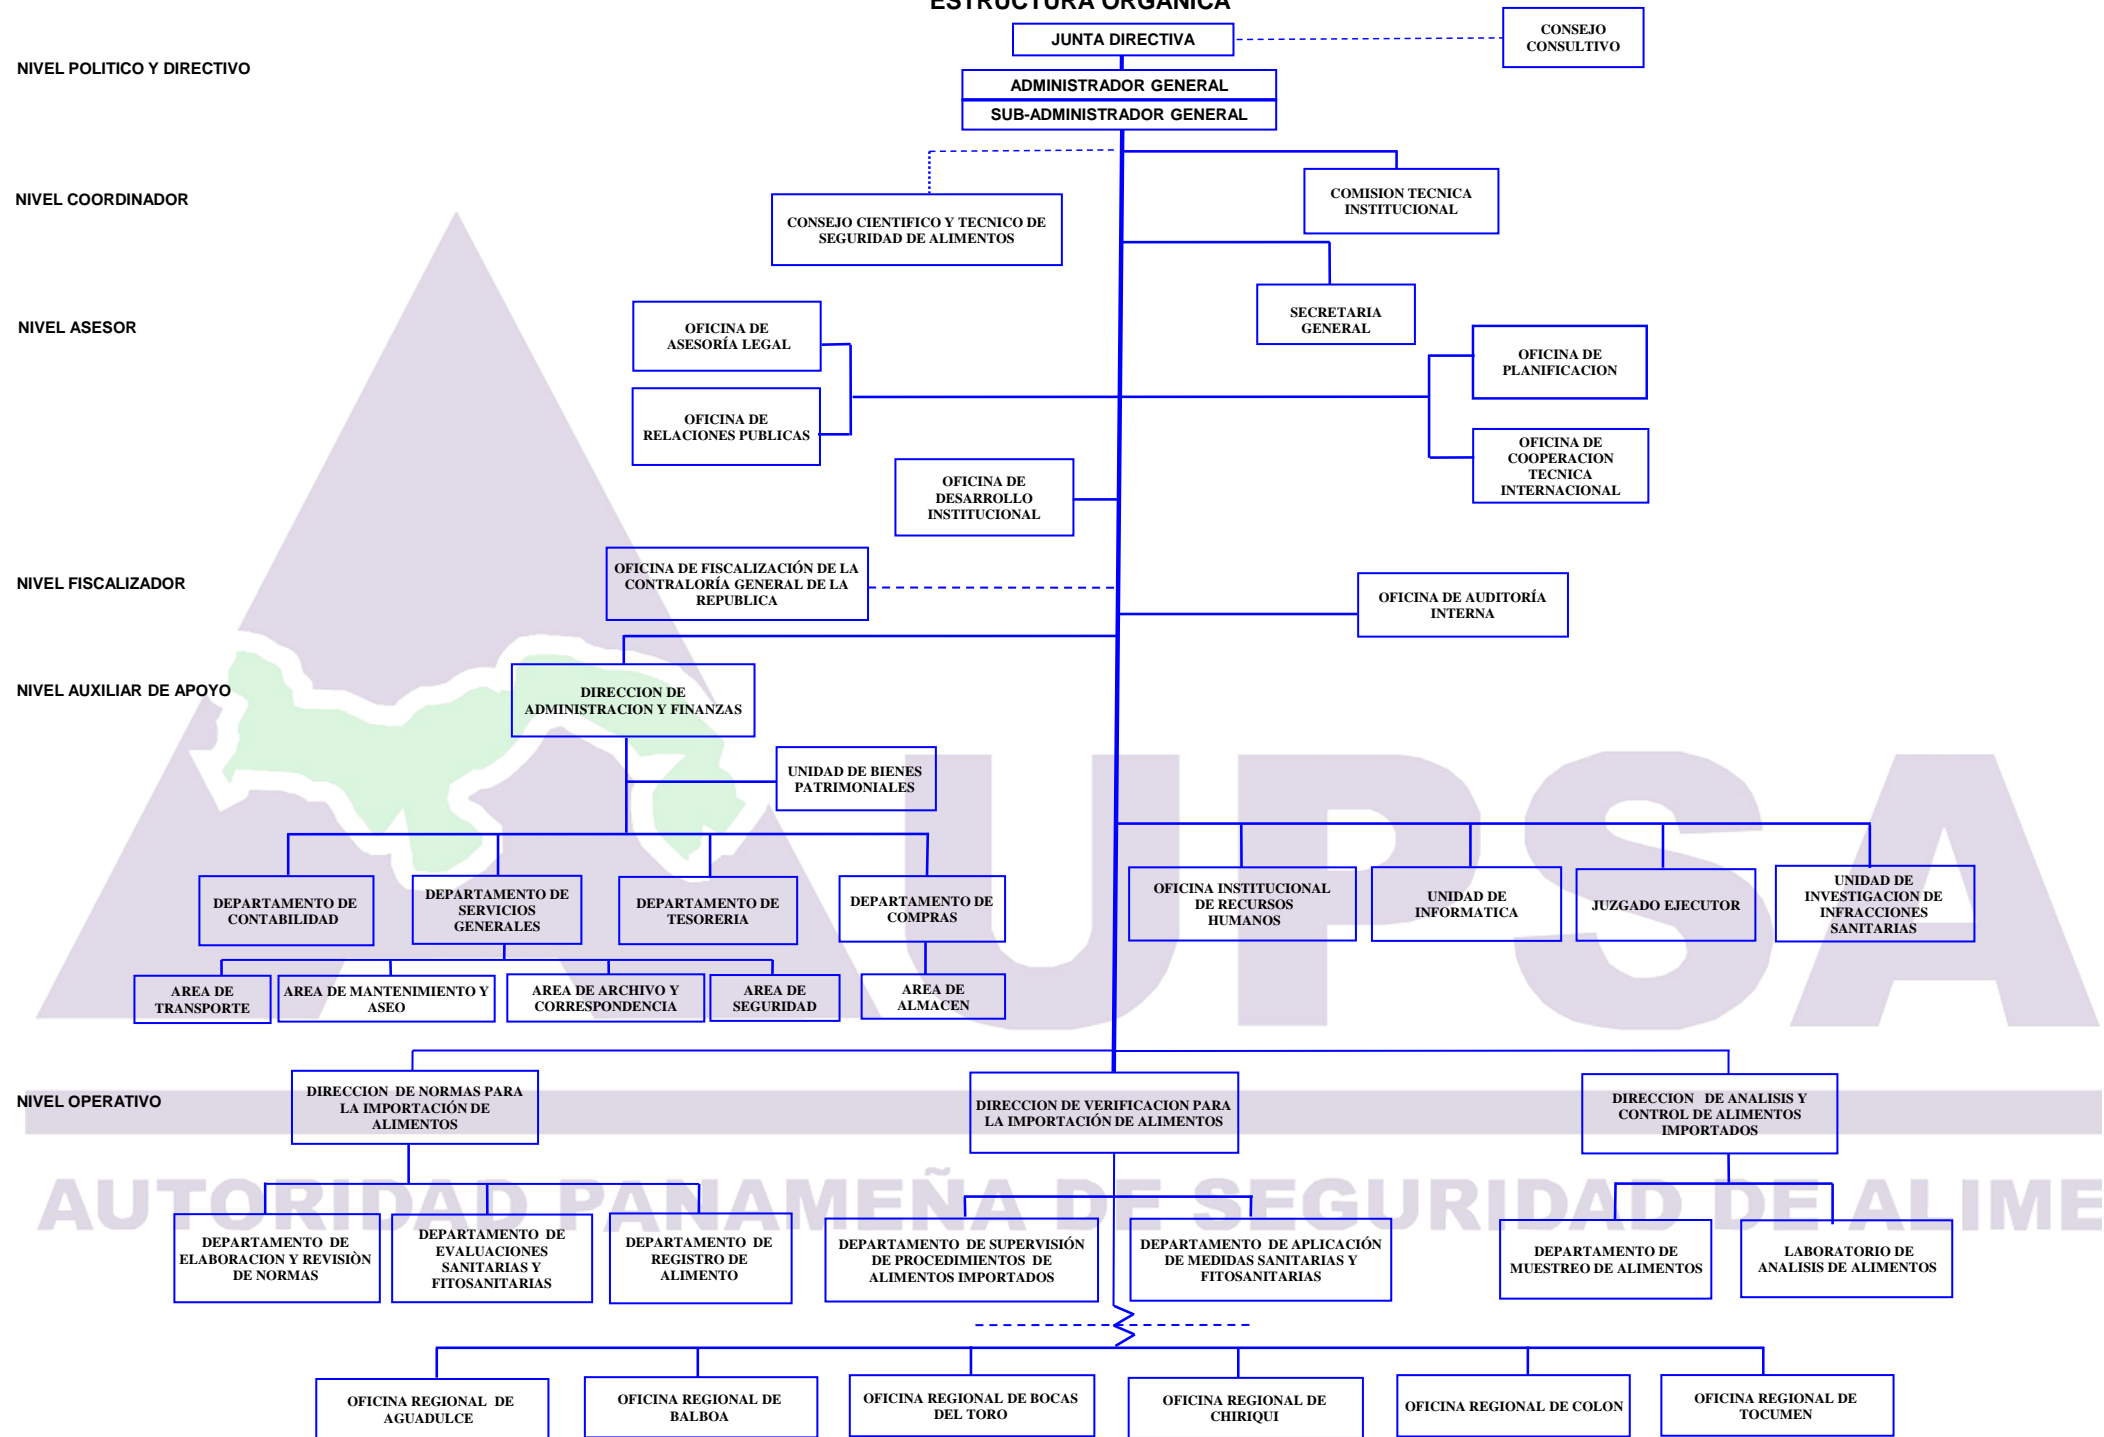 ESTRUCTURA ORGANICA
JUNTA DIRECTIVA
CONSEJO
CONSULTIVO
NIVEL POLITICO Y DIRECTIVO
ADMINISTRADOR GENERAL
SUB-ADMINISTRADOR GENERAL
NIVEL COORDINADOR
CONSEJO CIENTIFICO Y TECNICO DE
SEGURIDAD DE ALIMENTOS
COMISION TECNICA
INSTITUCIONAL
SECRETARIA
GENERAL
NIVEL ASESOR
OFICINA DE
ASESORÍA LEGAL
OFICINA DE
PLANIFICACION
OFICINA DE
RELACIONES PUBLICAS
OFICINA DE
COOPERACION
TECNICA
INTERNACIONAL
OFICINA DE
DESARROLLO
INSTITUCIONAL
NIVEL FISCALIZADOR
OFICINA DE FISCALIZACIÓN DE LA
CONTRALORÍA GENERAL DE LA
REPUBLICA
OFICINA DE AUDITORÍA
INTERNA
NIVEL AUXILIAR DE APOYO
DIRECCION DE
ADMINISTRACION Y FINANZAS
UNIDAD DE BIENES
PATRIMONIALES
DEPARTAMENTO DE
CONTABILIDAD
DEPARTAMENTO DE
SERVICIOS
GENERALES
DEPARTAMENTO DE
TESORERIA
DEPARTAMENTO DE
COMPRAS
OFICINA INSTITUCIONAL
DE RECURSOS
HUMANOS
UNIDAD DE
INFORMATICA
JUZGADO EJECUTOR
UNIDAD DE
INVESTIGACION DE
INFRACCIONES
SANITARIAS
AREA DE
TRANSPORTE
AREA DE MANTENIMIENTO Y
ASEO
AREA DE ARCHIVO Y
CORRESPONDENCIA
AREA DE
SEGURIDAD
AREA DE
ALMACEN
AUPSA
NIVEL OPERATIVO
DIRECCION DE NORMAS PARA
LA IMPORTACIÓN DE
ALIMENTOS
DIRECCION DE VERIFICACION PARA
LA IMPORTACIÓN DE ALIMENTOS
DIRECCION DE ANALISIS Y
CONTROL DE ALIMENTOS
IMPORTADOS
AUTORIDAD PANAMEÑA DE SEGURIDAD DE ALIME
DEPARTAMENTO DE
ELABORACION Y REVISIÒN
DE NORMAS
DEPARTAMENTO DE
EVALUACIONES
SANITARIAS Y
FITOSANITARIAS
DEPARTAMENTO DE
REGISTRO DE
ALIMENTO
DEPARTAMENTO DE SUPERVISIÓN
DE PROCEDIMIENTOS DE
ALIMENTOS IMPORTADOS
DEPARTAMENTO DE APLICACIÓN
DE MEDIDAS SANITARIAS Y
FITOSANITARIAS
DEPARTAMENTO DE
MUESTREO DE ALIMENTOS
LABORATORIO DE
ANALISIS DE ALIMENTOS
OFICINA REGIONAL DE
AGUADULCE
OFICINA REGIONAL DE
BALBOA
OFICINA REGIONAL DE BOCAS
DEL TORO
OFICINA REGIONAL DE
CHIRIQUI
OFICINA REGIONAL DE COLON
OFICINA REGIONAL DE
TOCUMEN